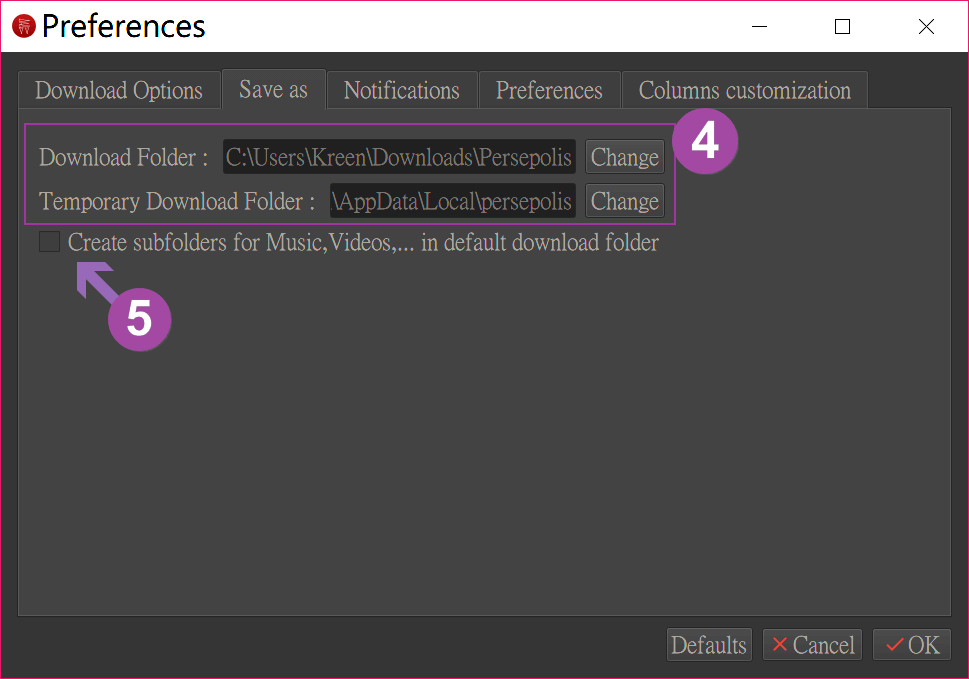 Preferences
Download Options Save as Notifications Preferences Columns customization
Download Folder : C:\Users\Kreen\Downloads\Persepolis Change 4
Temporary Download Folder : \AppData\Local\persepolis Change
Create subfolders for Music,Videos,... in default download folder
5
Defaults Cancel OK